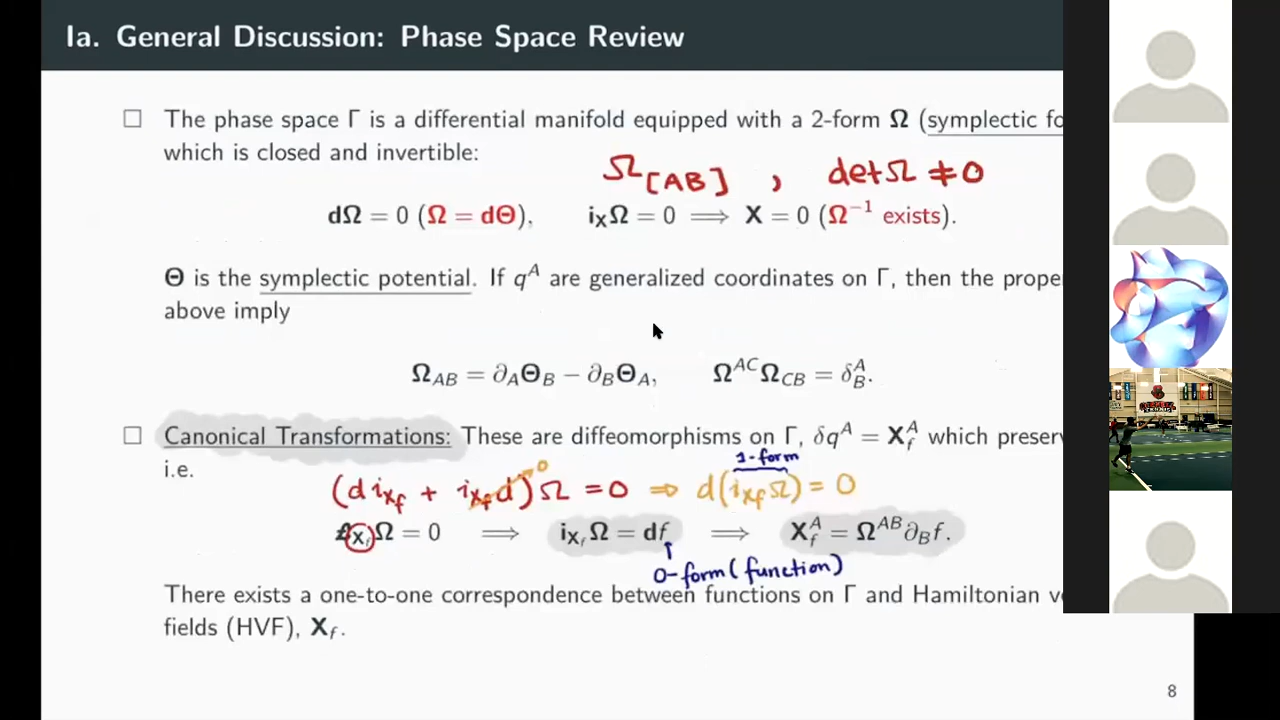 Ia. General Discussion: Phase Space Review
☐ The phase space Γ is a differential manifold equipped with a 2-form Ω (symplectic fo
which is closed and invertible:
Ω[AB] , det Ω ≠ 0
dΩ = 0 (Ω = dΘ), i_X Ω = 0 ⟹ X = 0 (Ω⁻¹ exists).
Θ is the symplectic potential. If q^A are generalized coordinates on Γ, then the prope
above imply
Ω_AB = ∂_AΘ_B − ∂_BΘ_A, Ω^AC Ω_CB = δ^A_B.
☐ Canonical Transformations: These are diffeomorphisms on Γ, δq^A = X^A_f which preser
i.e.
1-form
(d i_Xf + i_Xf d) Ω = 0 ⇒ d(i_Xf Ω) = 0
0
£_Xf Ω = 0 ⟹ i_Xf Ω = df ⟹ X^A_f = Ω^AB ∂_B f.
0-form (function)
There exists a one-to-one correspondence between functions on Γ and Hamiltonian v
fields (HVF), X_f.
8